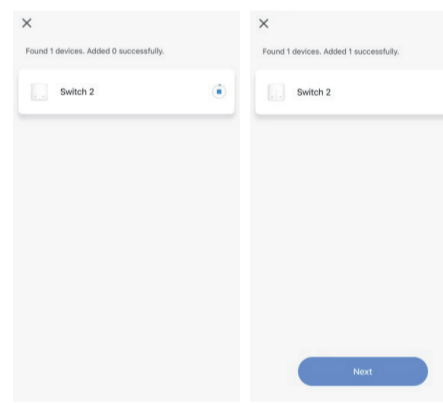 Found 1 devices. Added 0 successfully.
Switch 2
Found 1 devices. Added 1 successfully.
Switch 2
Next